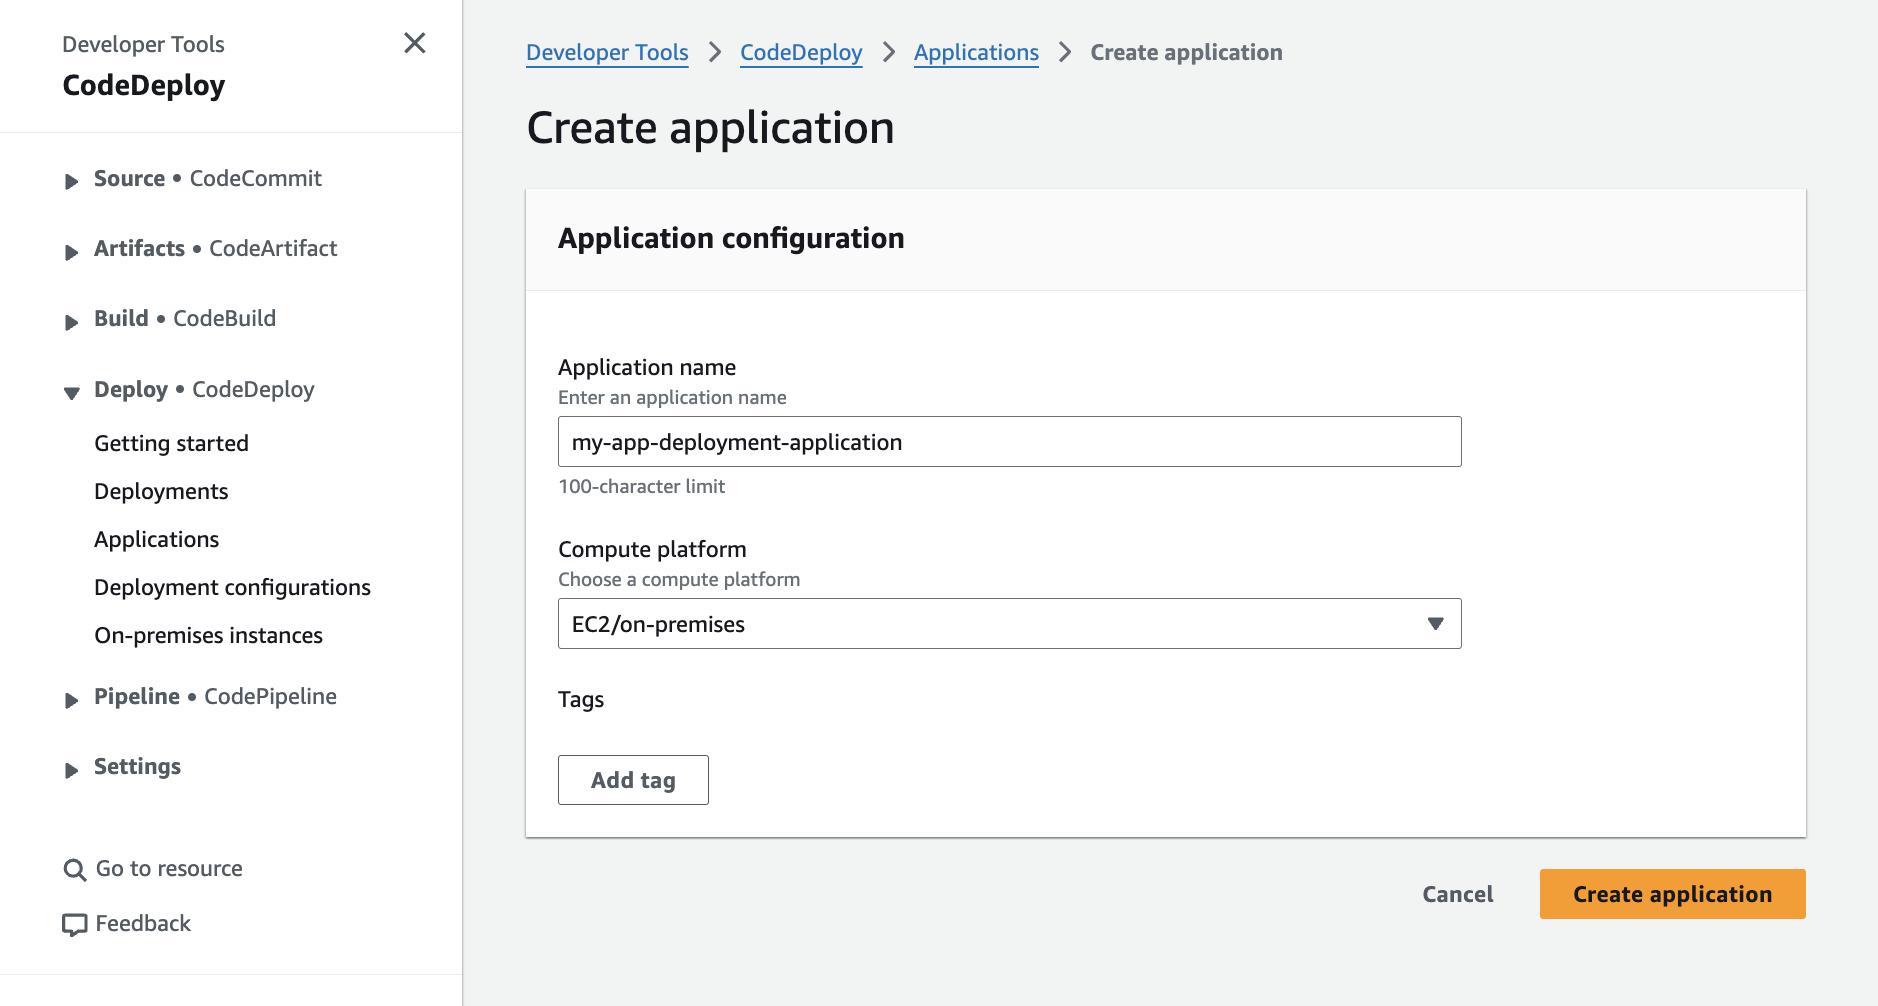 Developer Tools
CodeDeploy
Source • CodeCommit
Artifacts • CodeArtifact
Build • CodeBuild
Deploy • CodeDeploy
Getting started
Deployments
Applications
Deployment configurations
On-premises instances
Pipeline • CodePipeline
Settings
Go to resource
Feedback
Developer Tools > CodeDeploy > Applications > Create application
Create application
Application configuration
Application name
Enter an application name
my-app-deployment-application
100-character limit
Compute platform
Choose a compute platform
EC2/on-premises
Tags
Add tag
Cancel
Create application